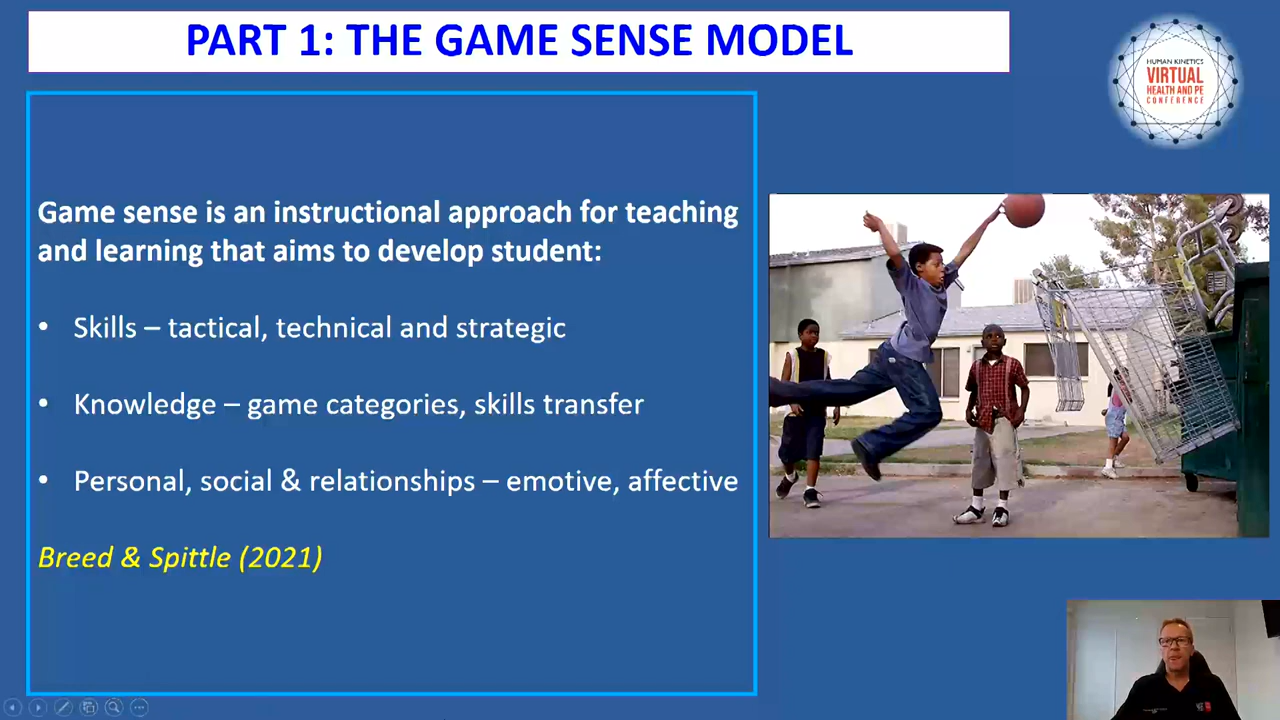 PART 1: THE GAME SENSE MODEL
HUMAN KINETICS
VIRTUAL
HEALTH AND PE
CONFERENCE
Game sense is an instructional approach for teaching
and learning that aims to develop student:
• Skills – tactical, technical and strategic
• Knowledge – game categories, skills transfer
• Personal, social & relationships – emotive, affective
Breed & Spittle (2021)